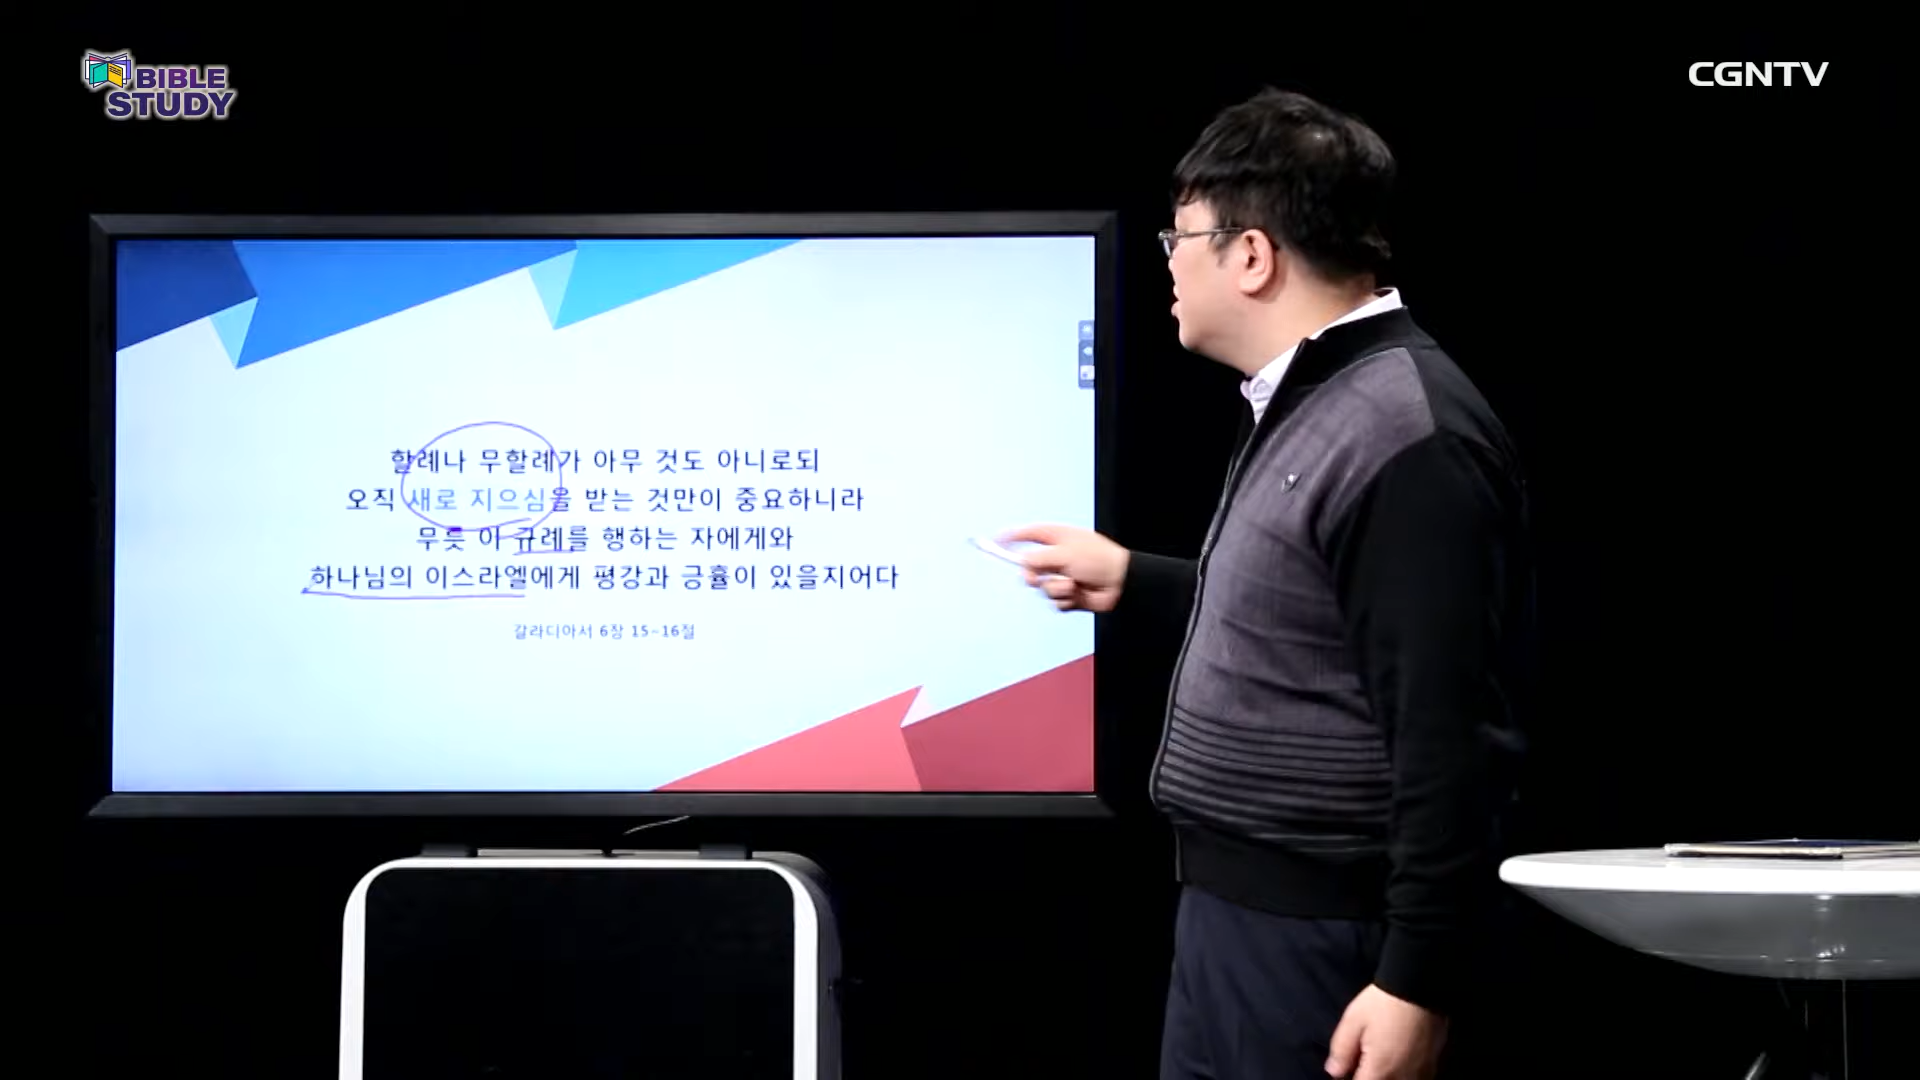 BIBLE
STUDY
CGNTV
할례나 무할례가 아무 것도 아니로되
오직 새로 지으심을 받는 것만이 중요하니라
무릇 이 규례를 행하는 자에게와
하나님의 이스라엘에게 평강과 긍휼이 있을지어다
갈라디아서 6장 15~16절